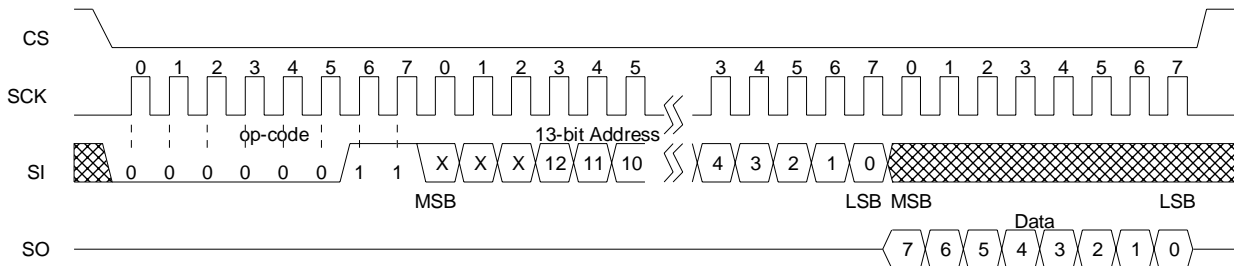 CS
0 1 2 3 4 5 6 7 0 1 2 3 4 5 3 4 5 6 7 0 1 2 3 4 5 6 7
SCK
op-code 13-bit Address
SI 0 0 0 0 0 0 1 1 X X X 12 11 10 4 3 2 1 0
MSB LSB MSB LSB
Data
SO 7 6 5 4 3 2 1 0